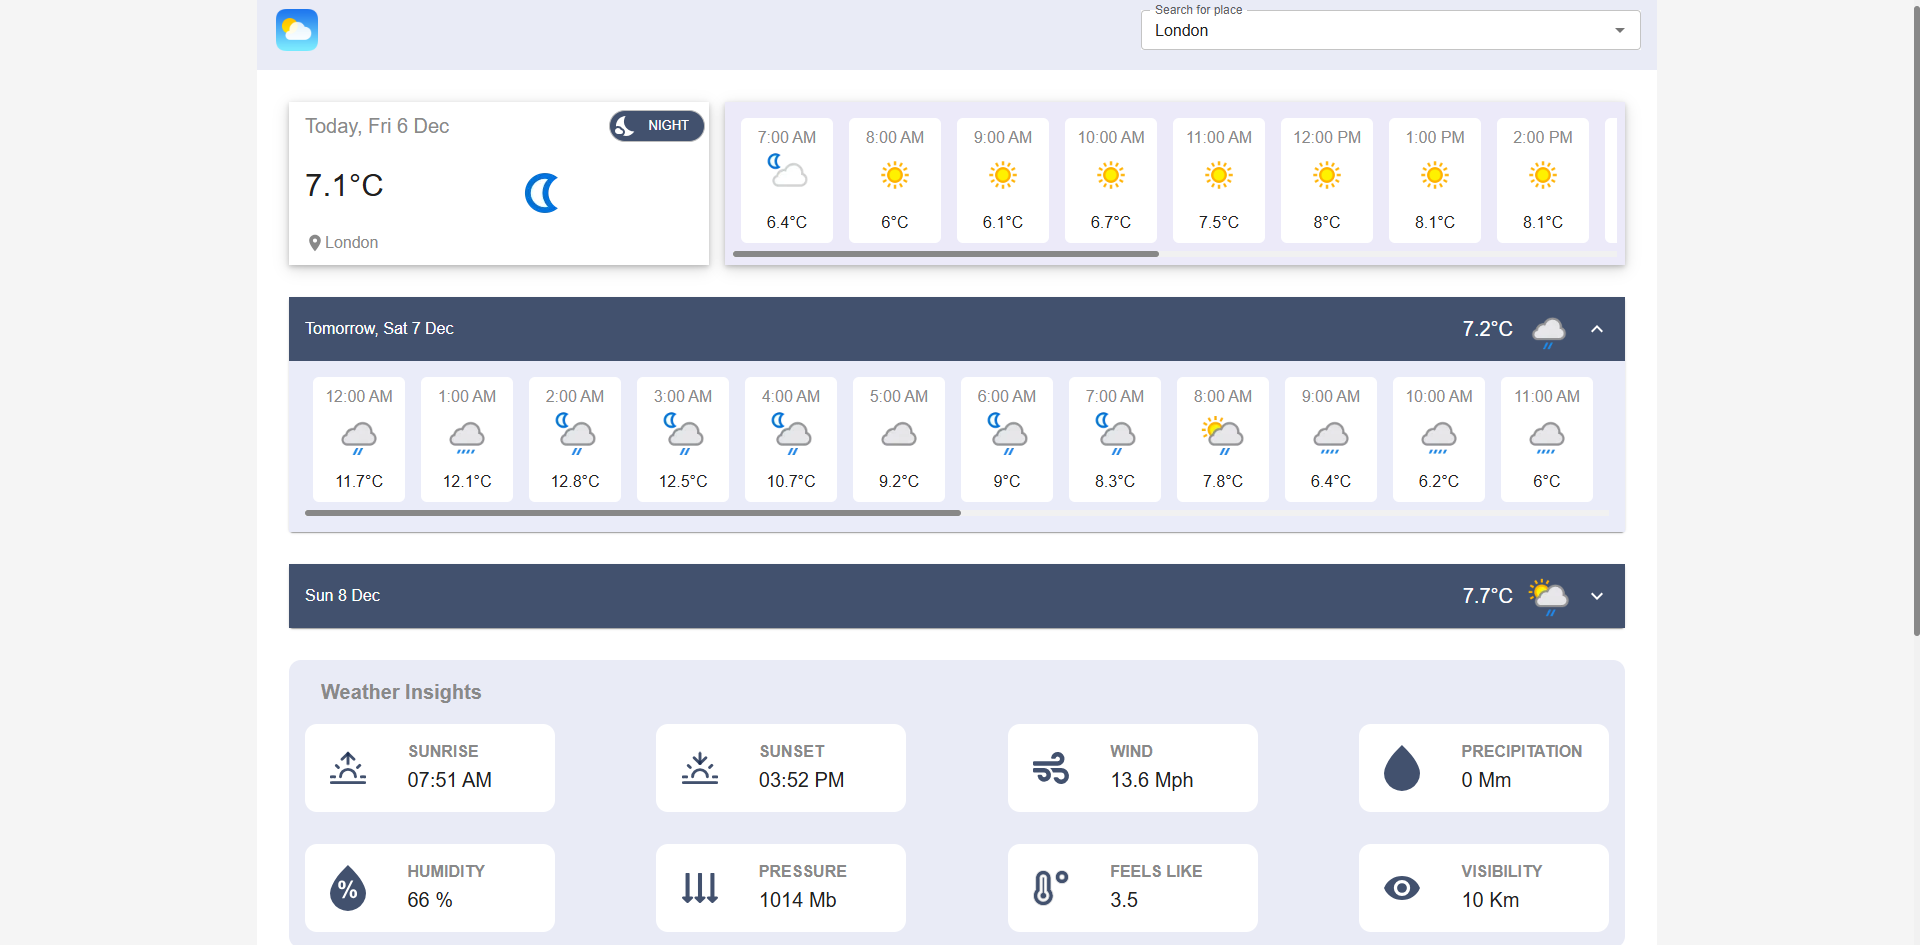 Search for place
London
Today, Fri 6 Dec
NIGHT
7.1°C
London
7:00 AM 8:00 AM 9:00 AM 10:00 AM 11:00 AM 12:00 PM 1:00 PM 2:00 PM
6.4°C 6°C 6.1°C 6.7°C 7.5°C 8°C 8.1°C 8.1°C
Tomorrow, Sat 7 Dec 7.2°C
12:00 AM 1:00 AM 2:00 AM 3:00 AM 4:00 AM 5:00 AM 6:00 AM 7:00 AM 8:00 AM 9:00 AM 10:00 AM 11:00 AM
11.7°C 12.1°C 12.8°C 12.5°C 10.7°C 9.2°C 9°C 8.3°C 7.8°C 6.4°C 6.2°C 6°C
Sun 8 Dec 7.7°C
Weather Insights
SUNRISE SUNSET WIND PRECIPITATION
07:51 AM 03:52 PM 13.6 Mph 0 Mm
HUMIDITY PRESSURE FEELS LIKE VISIBILITY
% 66 % 1014 Mb 3.5 10 Km